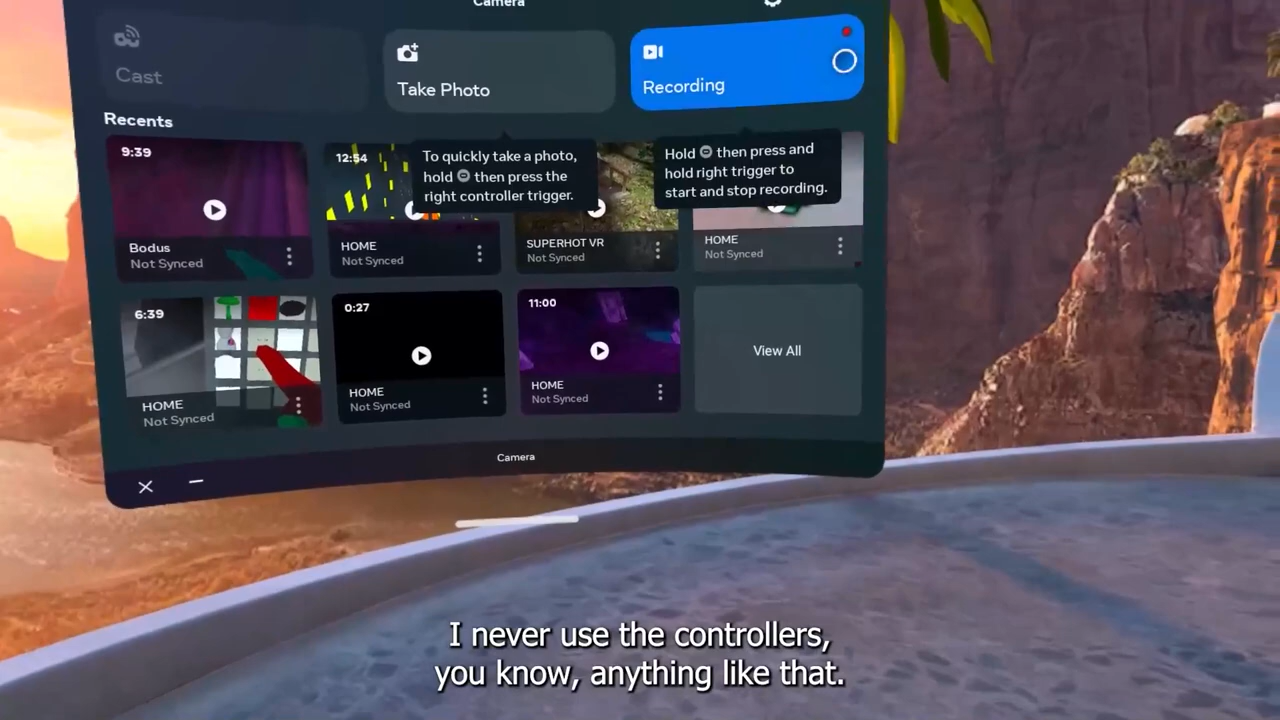 Camera
Cast
Take Photo
Recording
Recents
9:39
Bodus
Not Synced
12:54
HOME
Not Synced
To quickly take a photo,
hold then press the
right controller trigger.
SUPERHOT VR
Not Synced
Hold then press and
hold right trigger to
start and stop recording.
HOME
Not Synced
6:39
HOME
Not Synced
0:27
HOME
Not Synced
11:00
HOME
Not Synced
View All
Camera
I never use the controllers,
you know, anything like that.